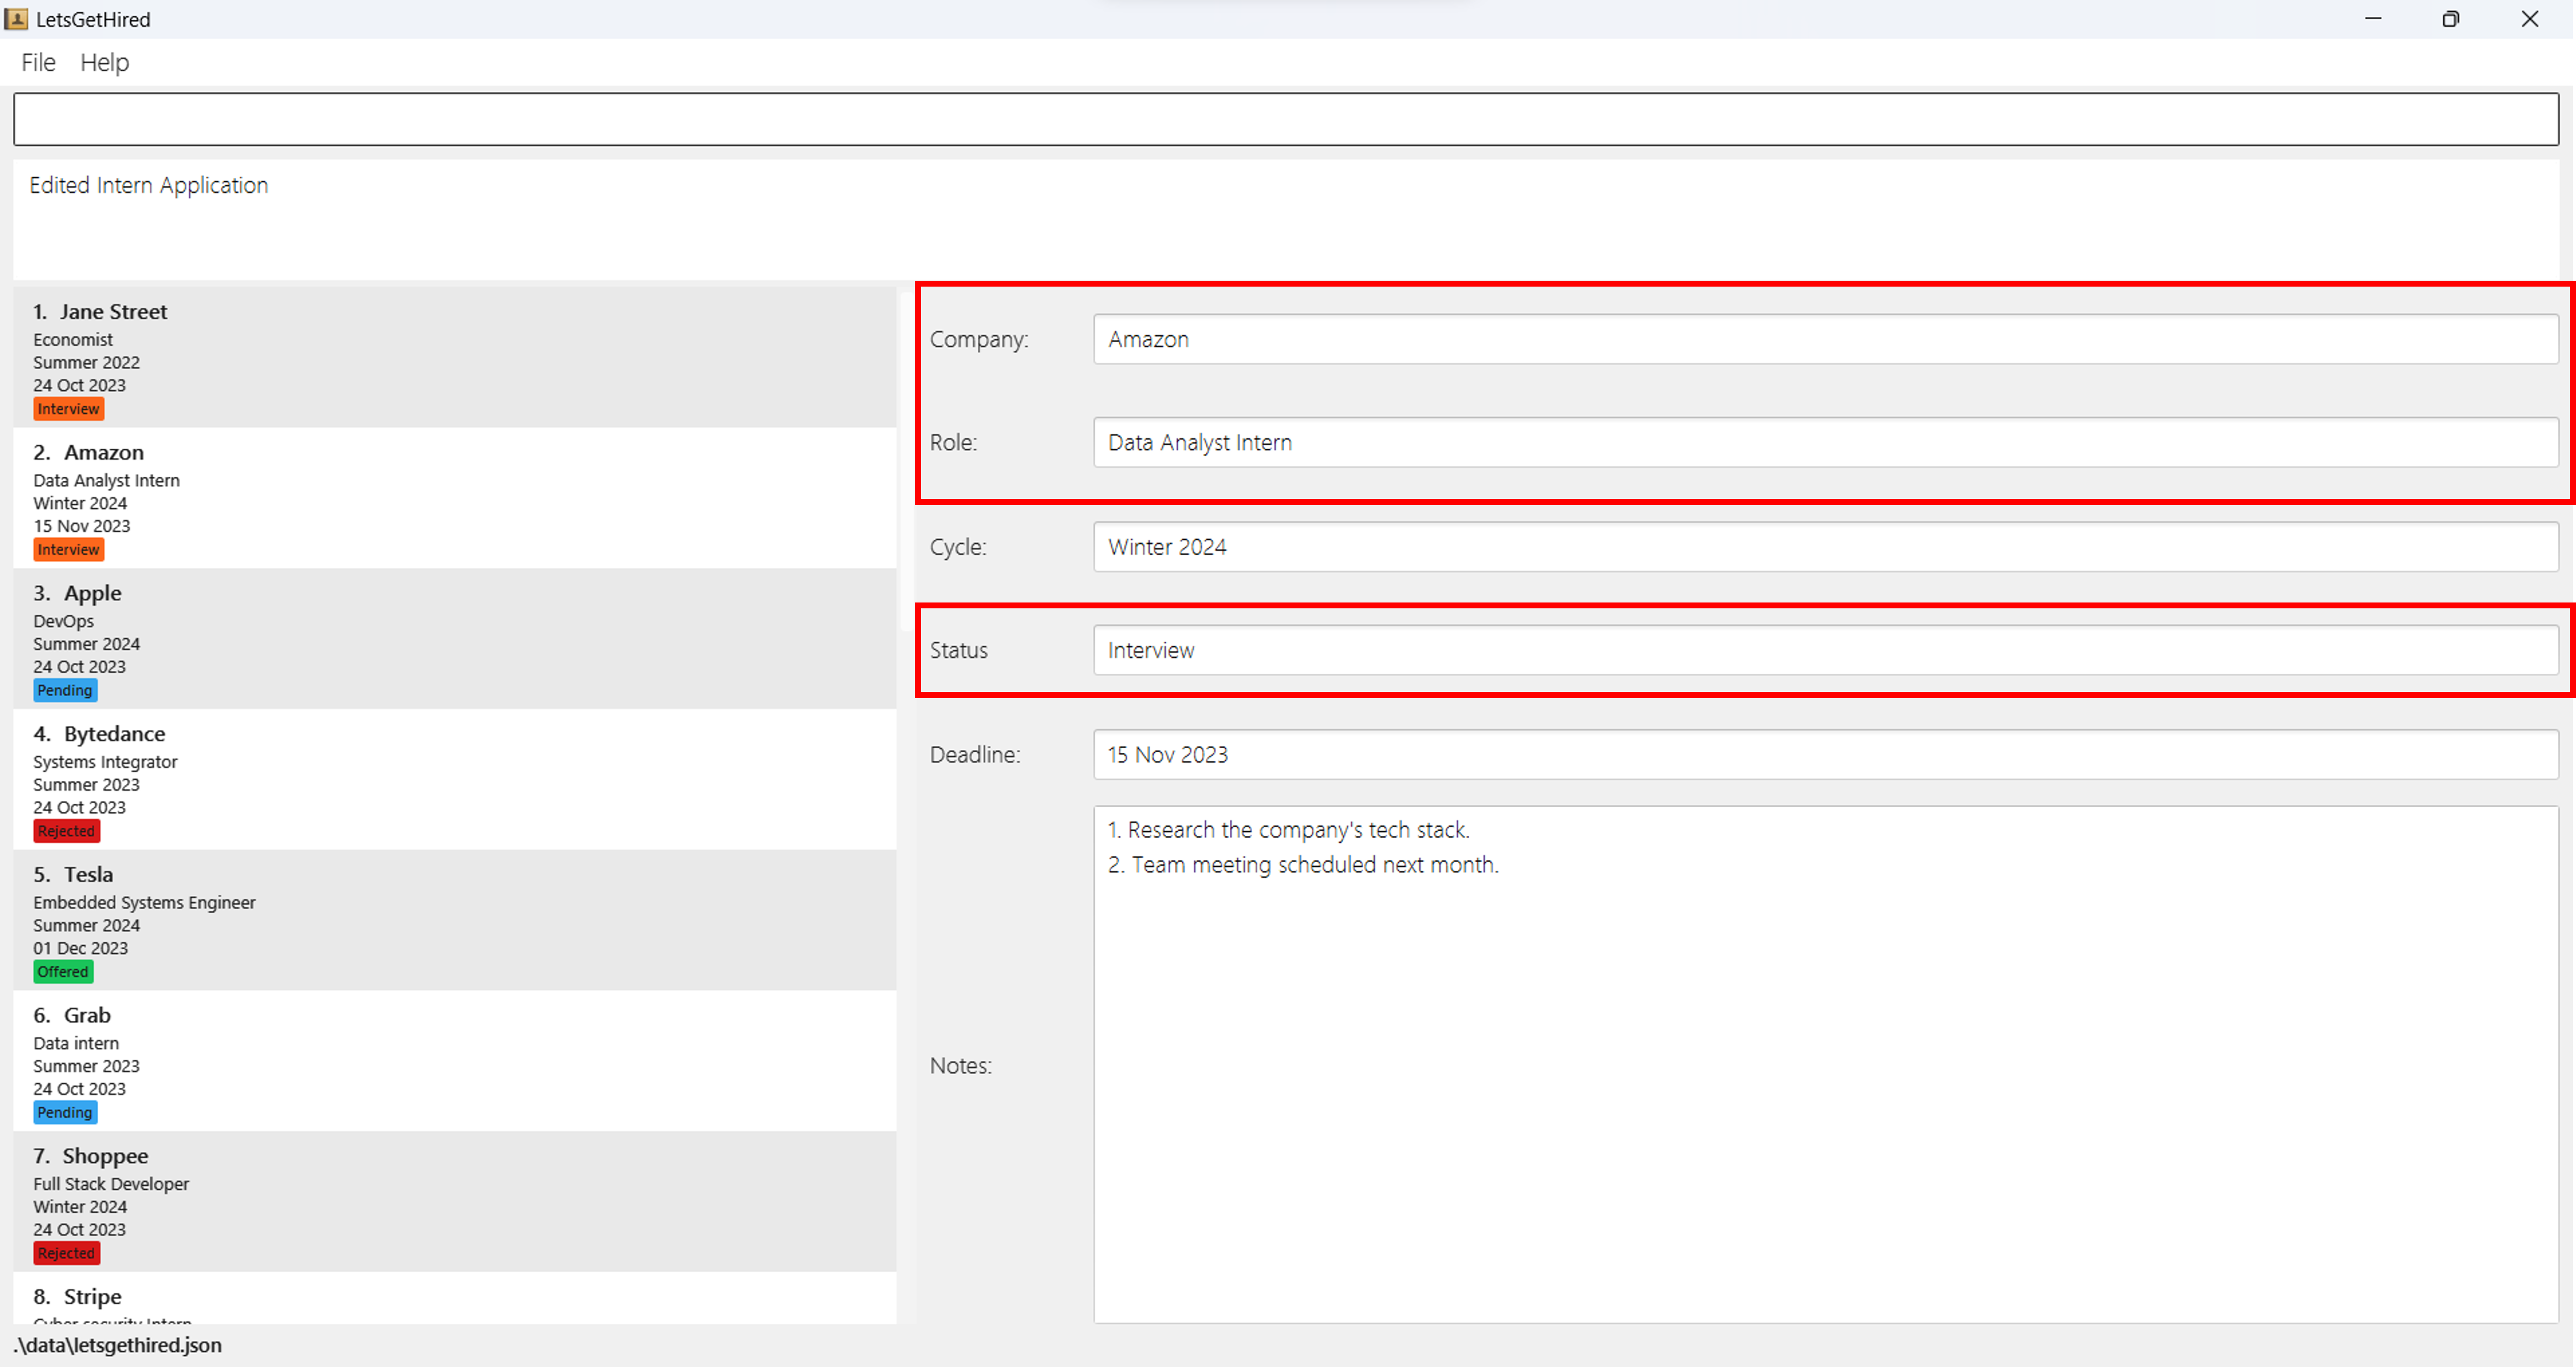 LetsGetHired
File Help
Edited Intern Application
1. Jane Street
Economist
Summer 2022
24 Oct 2023
Interview
2. Amazon
Data Analyst Intern
Winter 2024
15 Nov 2023
Interview
3. Apple
DevOps
Summer 2024
24 Oct 2023
Pending
4. Bytedance
Systems Integrator
Summer 2023
24 Oct 2023
Rejected
5. Tesla
Embedded Systems Engineer
Summer 2024
01 Dec 2023
Offered
6. Grab
Data intern
Summer 2023
24 Oct 2023
Pending
7. Shoppee
Full Stack Developer
Winter 2024
24 Oct 2023
Rejected
8. Stripe
Cyber security Intern
Company: Amazon
Role: Data Analyst Intern
Cycle: Winter 2024
Status Interview
Deadline: 15 Nov 2023
Notes:
1. Research the company's tech stack.
2. Team meeting scheduled next month.
.\data\letsgethired.json